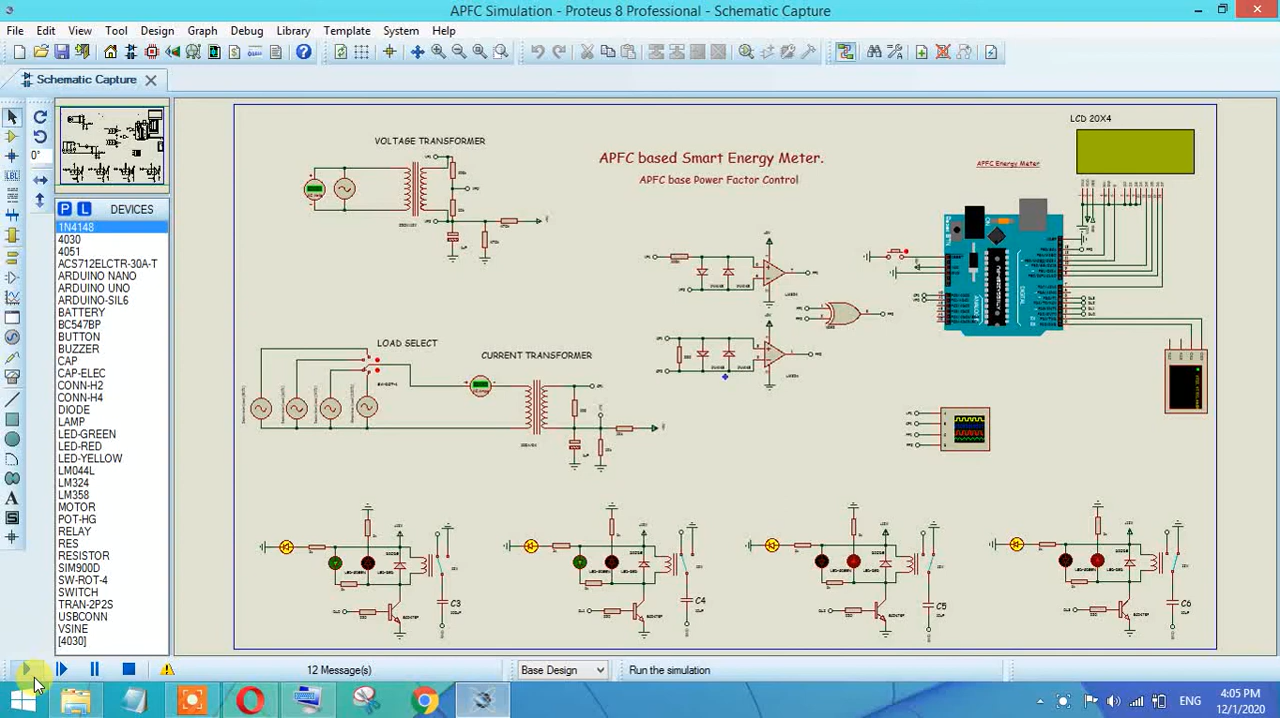 APFC Simulation - Proteus 8 Professional - Schematic Capture
File Edit View Tool Design Graph Debug Library Template System Help
Schematic Capture
0°
P L DEVICES
1N4148
4030
4051
ACS712ELCTR-30A-T
ARDUINO NANO
ARDUINO UNO
ARDUINO-SIL6
BATTERY
BC547BP
BUTTON
BUZZER
CAP
CAP-ELEC
CONN-H2
CONN-H4
DIODE
LAMP
LED-GREEN
LED-RED
LED-YELLOW
LM044L
LM324
LM358
MOTOR
POT-HG
RELAY
RES
RESISTOR
SIM900D
SW-ROT-4
SWITCH
TRAN-2P2S
USBCONN
VSINE
[4030]
VOLTAGE TRANSFORMER
APFC based Smart Energy Meter.
APFC base Power Factor Control
APFC Energy Meter
LCD 20X4
LOAD SELECT
CURRENT TRANSFORMER
C3
C4
C5
C6
12 Message(s)
Base Design
Run the simulation
ENG
4:05 PM
12/1/2020